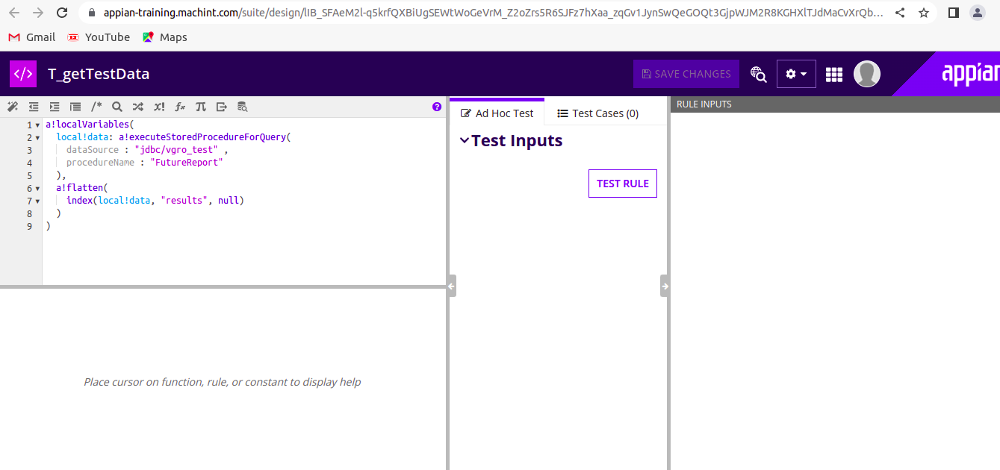 appian-training.machint.com/suite/design/lIB_SFAeM2l-q5krfQXBiUgSEWtWoGeVrM_Z2oZrs5R6SJFz7hXaa_zqGv1JynSwQeGOQt3GjpWJM2R8KGHXlTJdMaCvXrQb...
Gmail YouTube Maps
</> T_getTestData SAVE CHANGES appian
/* x! fx π ?
Ad Hoc Test Test Cases (0)
RULE INPUTS
Test Inputs
TEST RULE
1 a!localVariables(
2 local!data: a!executeStoredProcedureForQuery(
3 dataSource : "jdbc/vgro_test" ,
4 procedureName : "FutureReport"
5 ),
6 a!flatten(
7 index(local!data, "results", null)
8 )
9 )
Place cursor on function, rule, or constant to display help